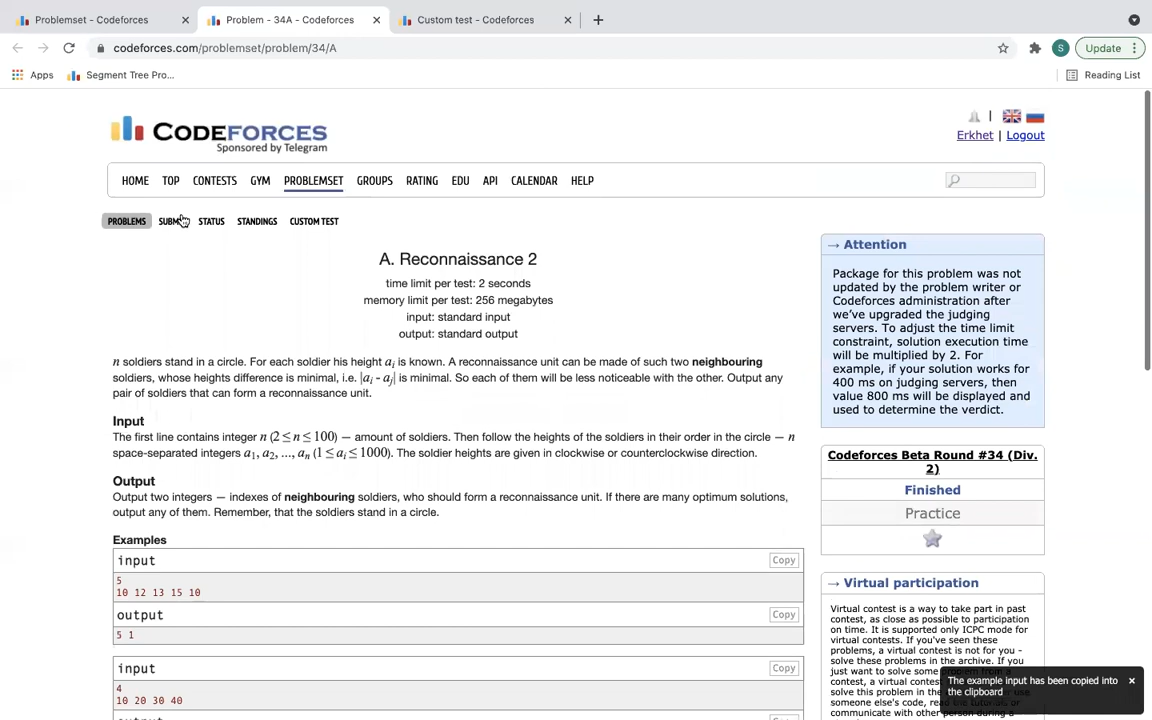 Problemset - Codeforces
Problem - 34A - Codeforces
Custom test - Codeforces
codeforces.com/problemset/problem/34/A
S
Update
Apps
Segment Tree Pro...
Reading List
CODEFORCES
Sponsored by Telegram
Erkhet | Logout
HOME TOP CONTESTS GYM PROBLEMSET GROUPS RATING EDU API CALENDAR HELP
PROBLEMS STATUS STANDINGS CUSTOM TEST
A. Reconnaissance 2
time limit per test: 2 seconds
memory limit per test: 256 megabytes
input: standard input
output: standard output
n soldiers stand in a circle. For each soldier his height ai is known. A reconnaissance unit can be made of such two neighbouring
soldiers, whose heights difference is minimal, i.e. |ai - aj| is minimal. So each of them will be less noticeable with the other. Output any
pair of soldiers that can form a reconnaissance unit.
Input
The first line contains integer n (2 ≤ n ≤ 100) — amount of soldiers. Then follow the heights of the soldiers in their order in the circle — n
space-separated integers a1, a2, ..., an (1 ≤ ai ≤ 1000). The soldier heights are given in clockwise or counterclockwise direction.
Output
Output two integers — indexes of neighbouring soldiers, who should form a reconnaissance unit. If there are many optimum solutions,
output any of them. Remember, that the soldiers stand in a circle.
Examples
input
Copy
5
10 12 13 15 10
output
Copy
5 1
input
Copy
4
10 20 30 40
Copy
→ Attention
Package for this problem was not
updated by the problem writer or
Codeforces administration after
we've upgraded the judging
servers. To adjust the time limit
constraint, solution execution time
will be multiplied by 2. For
example, if your solution works for
400 ms on judging servers, then
value 800 ms will be displayed and
used to determine the verdict.
Codeforces Beta Round #34 (Div.
2)
Finished
Practice
→ Virtual participation
Virtual contest is a way to take part in past
contest, as close as possible to participation
on time. It is supported only ICPC mode for
virtual contests. If you've seen these
problems, a virtual contest is not for you -
solve these problems in the archive. If you
just want to solve some
a contest, a virtual contest
solve this problem in the
someone else's code, read
communicate with other person during a
The example input has been copied into
the clipboard